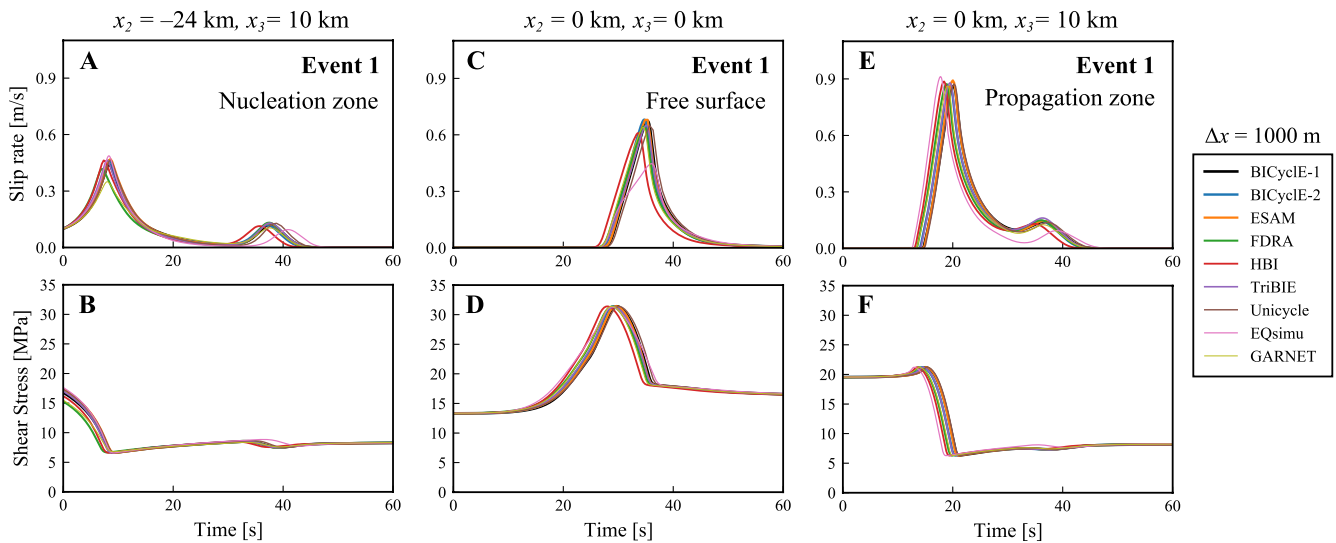 x2 = –24 km, x3= 10 km
x2 = 0 km, x3= 0 km
x2 = 0 km, x3= 10 km
A
Event 1
Nucleation zone
Slip rate [m/s]
0.9
0.6
0.3
0.0
0 20 40 60
C
Event 1
Free surface
0.9
0.6
0.3
0.0
0 20 40 60
E
Event 1
Propagation zone
0.9
0.6
0.3
0.0
0 20 40 60
B
Shear Stress [MPa]
35
30
25
20
15
10
5
0
0 20 40 60
Time [s]
D
35
30
25
20
15
10
5
0
0 20 40 60
Time [s]
F
35
30
25
20
15
10
5
0
0 20 40 60
Time [s]
Δx = 1000 m
BICyclE-1
BICyclE-2
ESAM
FDRA
HBI
TriBIE
Unicycle
EQsimu
GARNET